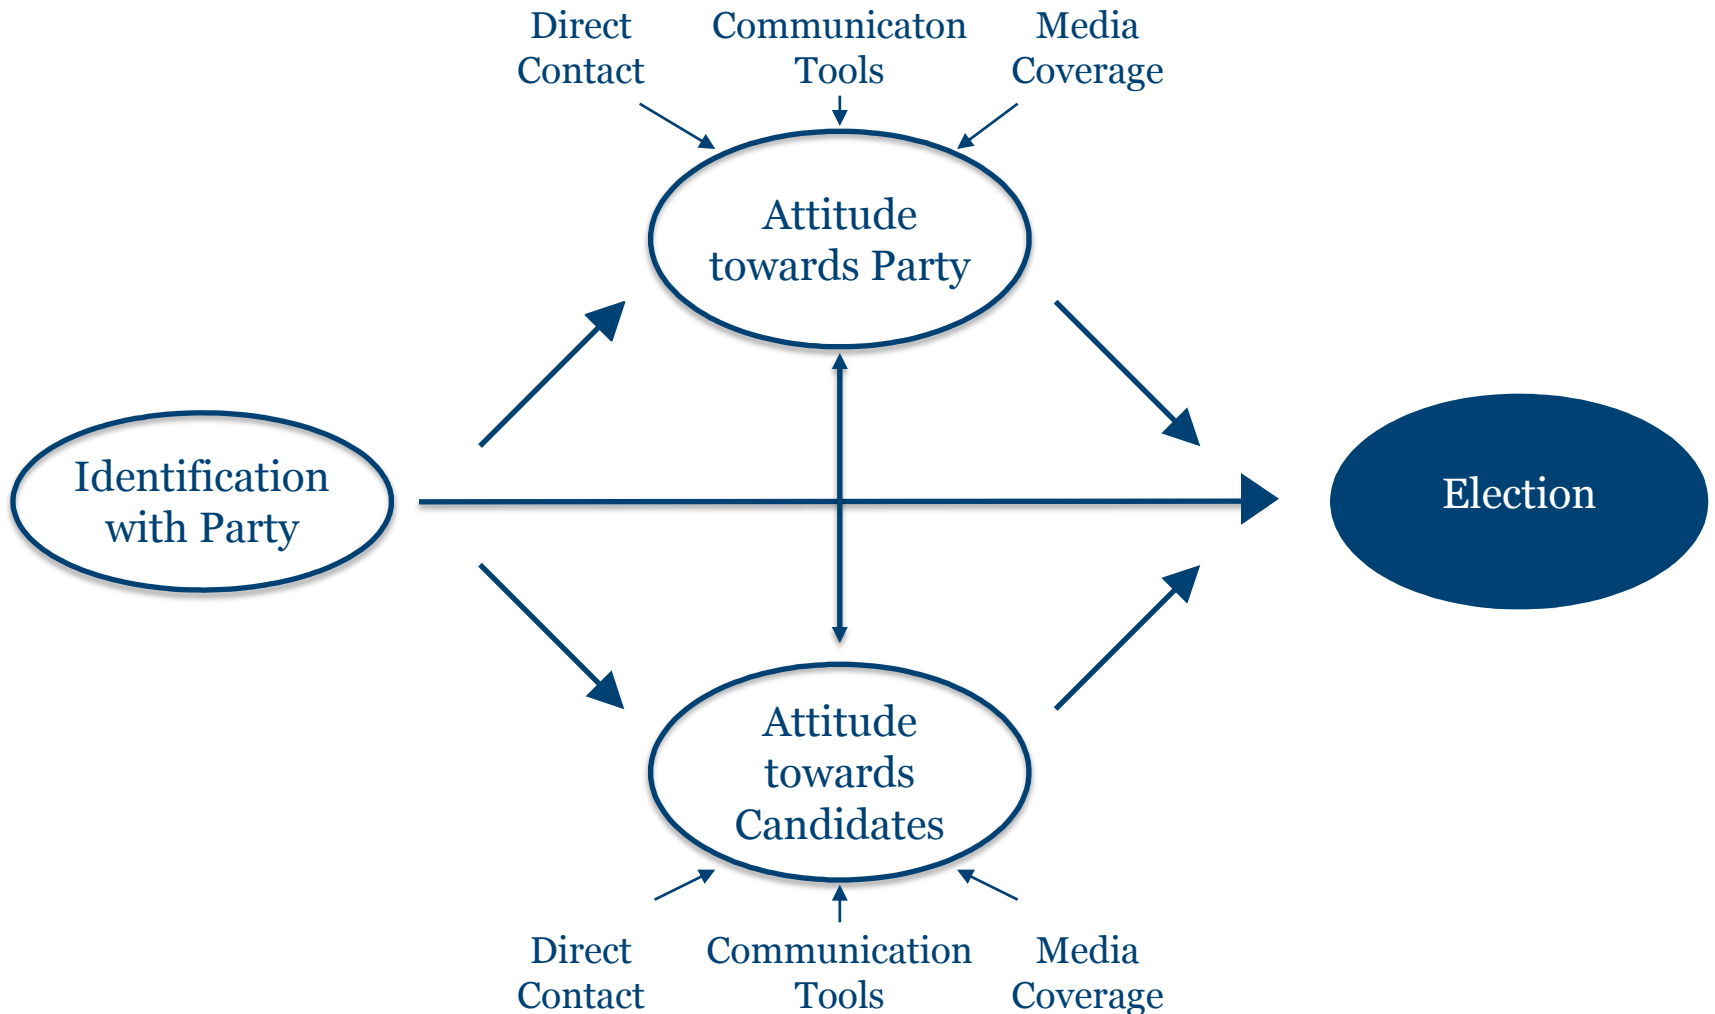 Direct
Contact
Communicaton
Tools
Media
Coverage
Attitude
towards Party
Identification
with Party
Election
Attitude
towards
Candidates
Direct
Contact
Communication
Tools
Media
Coverage